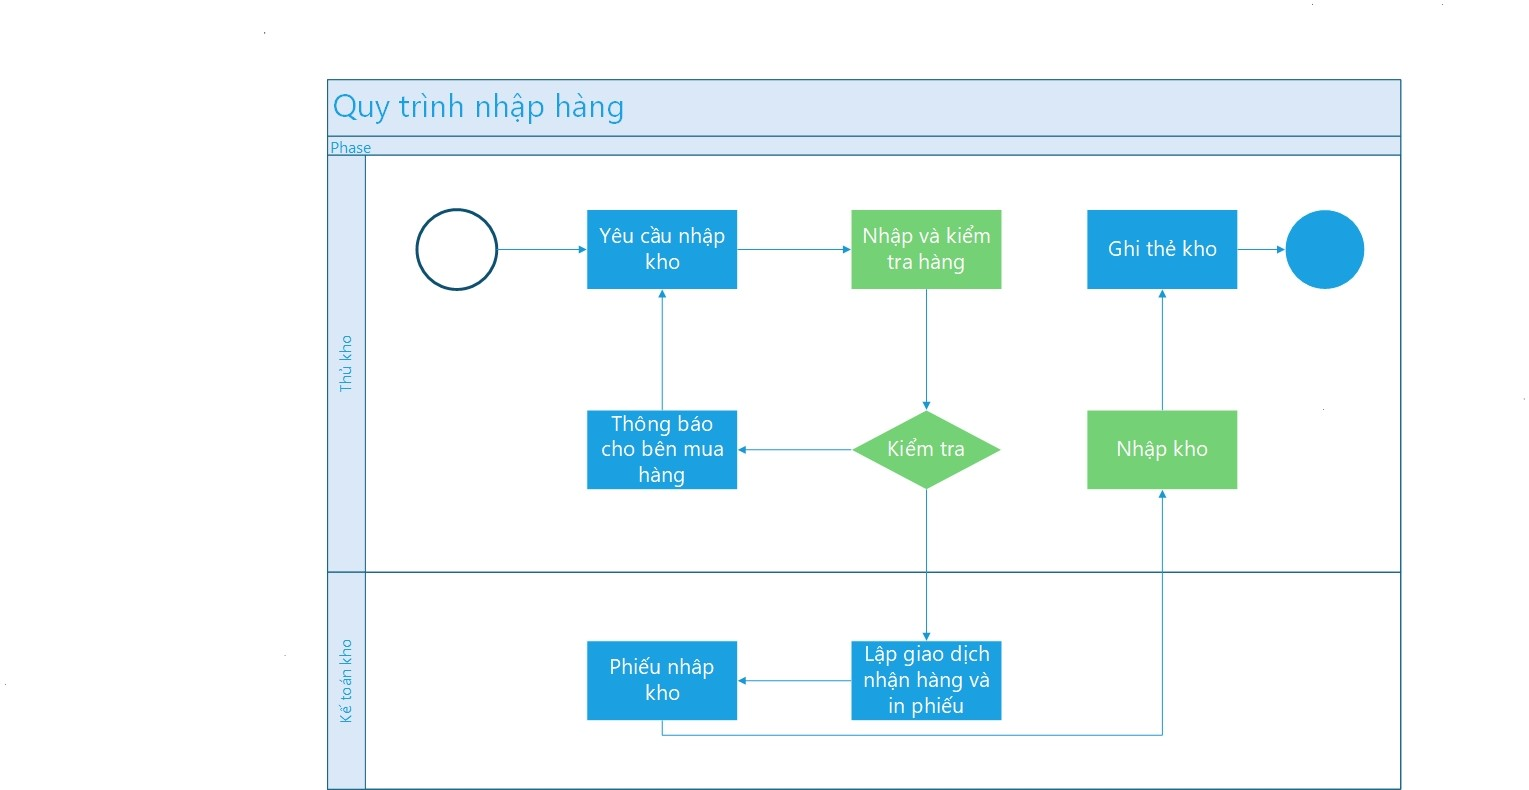 Quy trình nhập hàng
Phase
Thủ kho
Yêu cầu nhập
kho
Nhập và kiểm
tra hàng
Ghi thẻ kho
Thông báo
cho bên mua
hàng
Kiểm tra
Nhập kho
Kế toán kho
Phiếu nhâp
kho
Lập giao dịch
nhận hàng và
in phiếu